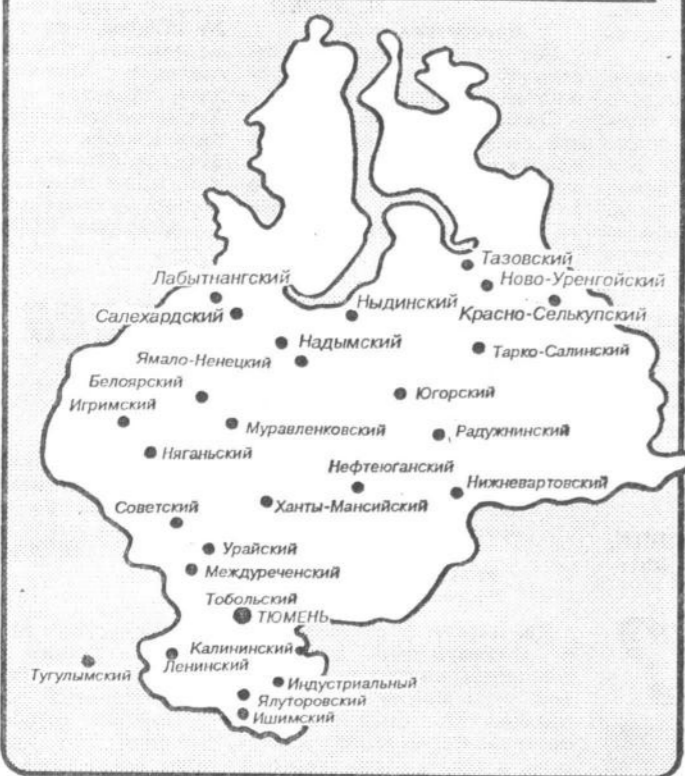 Тазовский
Лабытнангский
Ново-Уренгойский
Салехардский
Ныдинский
Красно-Селькупский
Надымский
Тарко-Салинский
Ямало-Ненецкий
Белоярский
Югорский
Игримский
Муравленковский
Радужнинский
Няганьский
Нефтеюганский
Нижневартовский
Советский
Ханты-Мансийский
Урайский
Междуреченский
Тобольский
ТЮМЕНЬ
Калининский
Ленинский
Тугулымский
Индустриальный
Ялуторовский
Ишимский